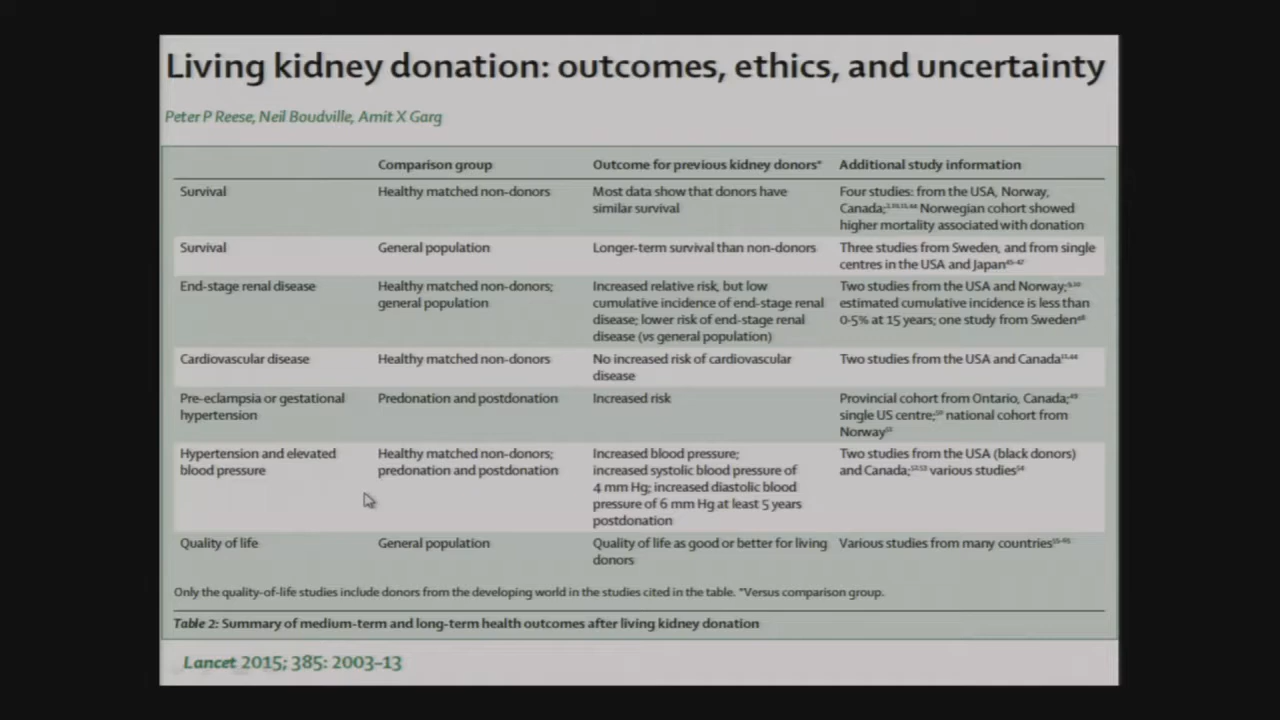 Living kidney donation: outcomes, ethics, and uncertainty
Peter P Reese, Neil Boudville, Amit X Garg
Comparison group Outcome for previous kidney donors* Additional study information
Survival Healthy matched non-donors Most data show that donors have Four studies: from the USA, Norway,
similar survival Canada; Norwegian cohort showed
higher mortality associated with donation
Survival General population Longer-term survival than non-donors Three studies from Sweden, and from single
centres in the USA and Japan
End-stage renal disease Healthy matched non-donors; Increased relative risk, but low Two studies from the USA and Norway;
general population cumulative incidence of end-stage renal estimated cumulative incidence is less than
disease; lower risk of end-stage renal 0·5% at 15 years; one study from Sweden
disease (vs general population)
Cardiovascular disease Healthy matched non-donors No increased risk of cardiovascular Two studies from the USA and Canada
disease
Pre-eclampsia or gestational Predonation and postdonation Increased risk Provincial cohort from Ontario, Canada;
hypertension single US centre; national cohort from
Norway
Hypertension and elevated Healthy matched non-donors; Increased blood pressure; Two studies from the USA (black donors)
blood pressure predonation and postdonation increased systolic blood pressure of and Canada; various studies
4 mm Hg; increased diastolic blood
pressure of 6 mm Hg at least 5 years
postdonation
Quality of life General population Quality of life as good or better for living Various studies from many countries
donors
Only the quality-of-life studies include donors from the developing world in the studies cited in the table. *Versus comparison group.
Table 2: Summary of medium-term and long-term health outcomes after living kidney donation
Lancet 2015; 385: 2003–13